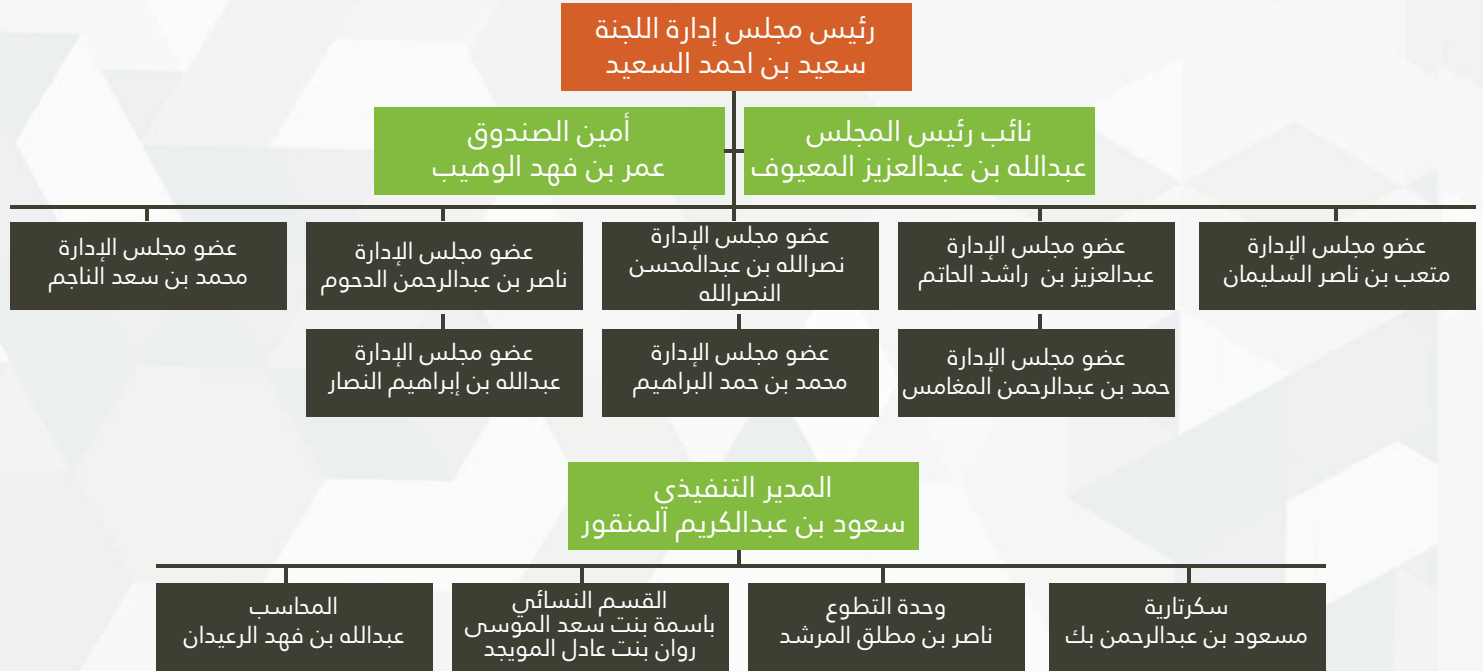 رئيس مجلس إدارة اللجنة
سعيد بن احمد السعيد
نائب رئيس المجلس
عبدالله بن عبدالعزيز المعيوف
أمين الصندوق
عمر بن فهد الوهيب
عضو مجلس الإدارة
متعب بن ناصر السليمان
عضو مجلس الإدارة
عبدالعزيز بن راشد الحاتم
عضو مجلس الإدارة
نصرالله بن عبدالمحسن
النصرالله
عضو مجلس الإدارة
ناصر بن عبدالرحمن الدحوم
عضو مجلس الإدارة
محمد بن سعد الناجم
عضو مجلس الإدارة
حمد بن عبدالرحمن المغامس
عضو مجلس الإدارة
محمد بن حمد البراهيم
عضو مجلس الإدارة
عبدالله بن إبراهيم النصار
المدير التنفيذي
سعود بن عبدالكريم المنقور
سكرتارية
مسعود بن عبدالرحمن بك
وحدة التطوع
ناصر بن مطلق المرشد
القسم النسائي
باسمة بنت سعد الموسى
روان بنت عادل المويجد
المحاسب
عبدالله بن فهد الرعيدان